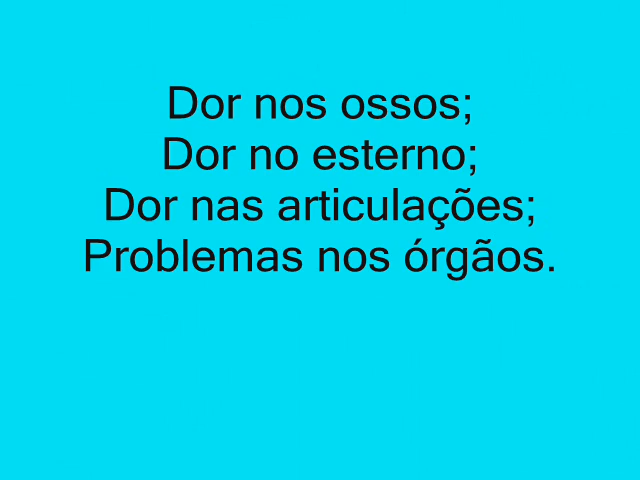 Dor nos ossos;
Dor no esterno;
Dor nas articulações;
Problemas nos órgãos.